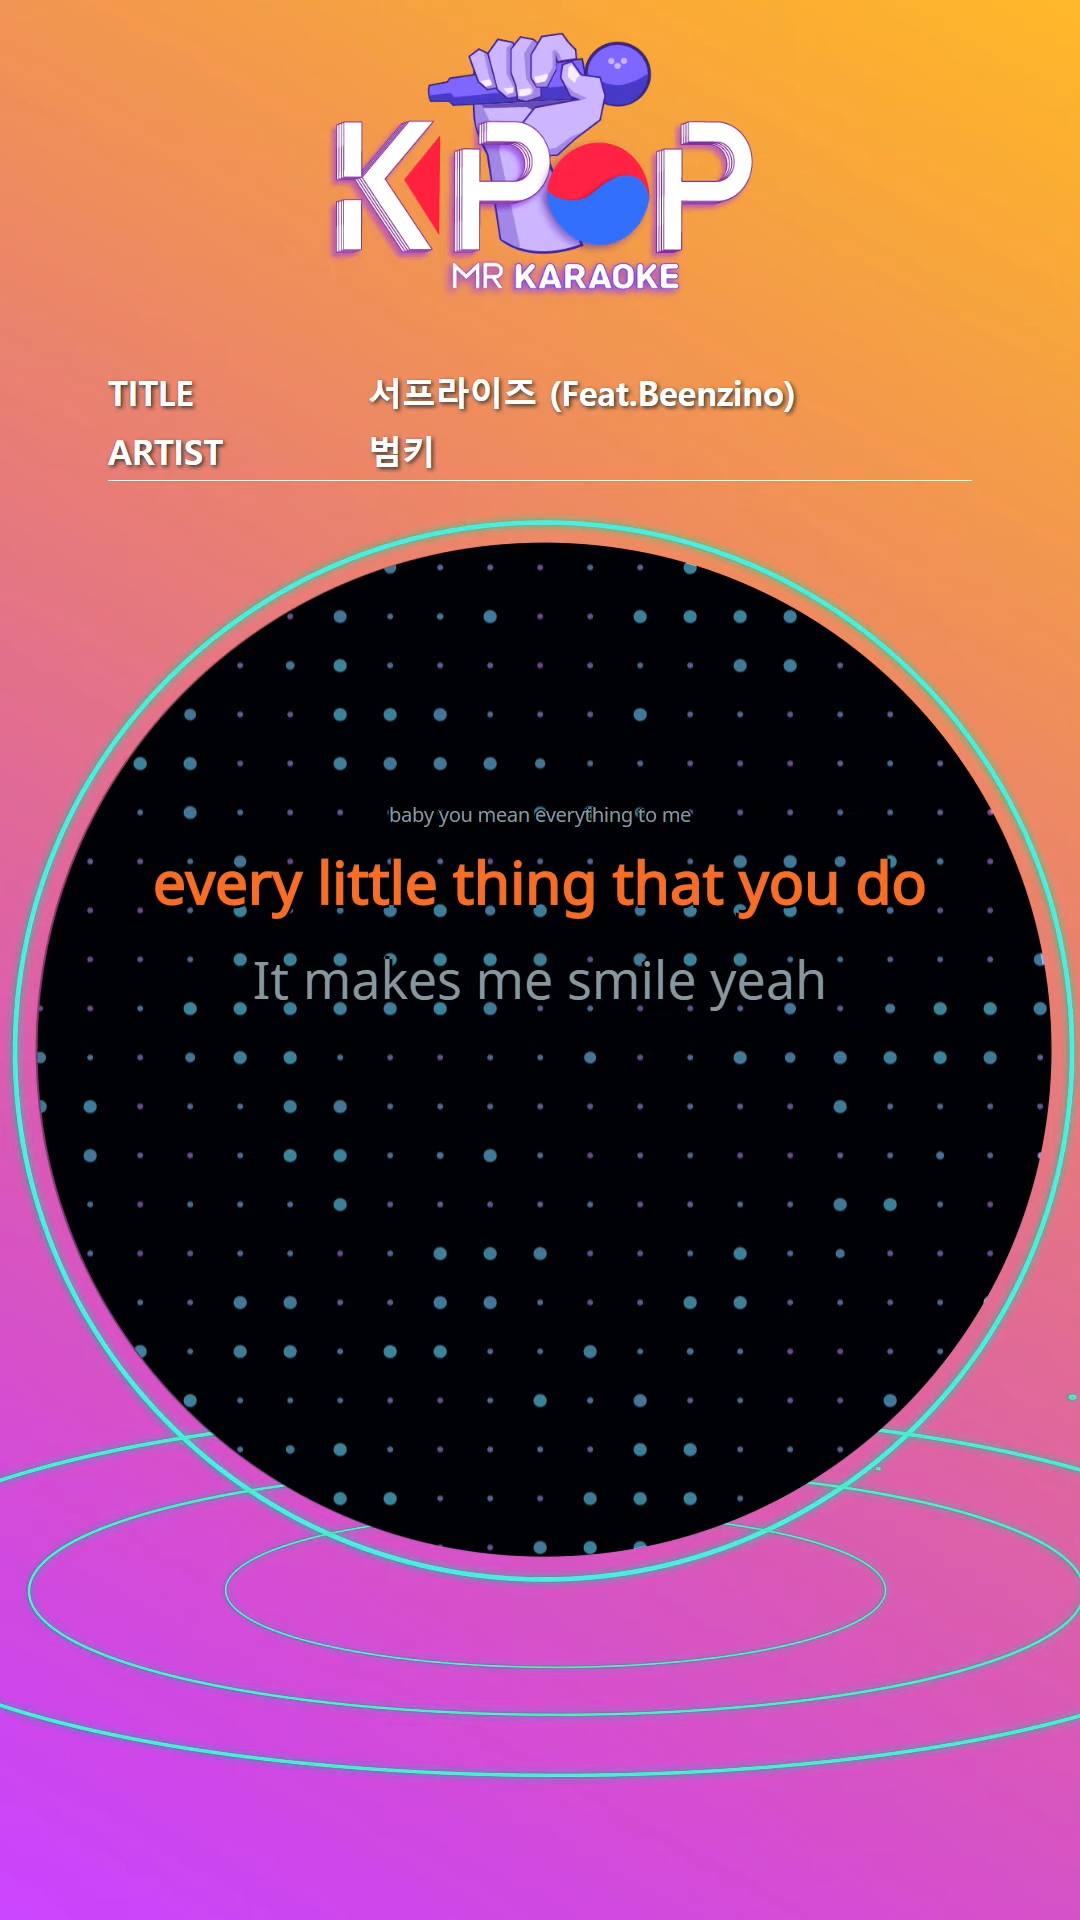 KPOP
MR KARAOKE
TITLE 서프라이즈 (Feat.Beenzino)
ARTIST 범키
baby you mean everything to me
every little thing that you do
It makes me smile yeah